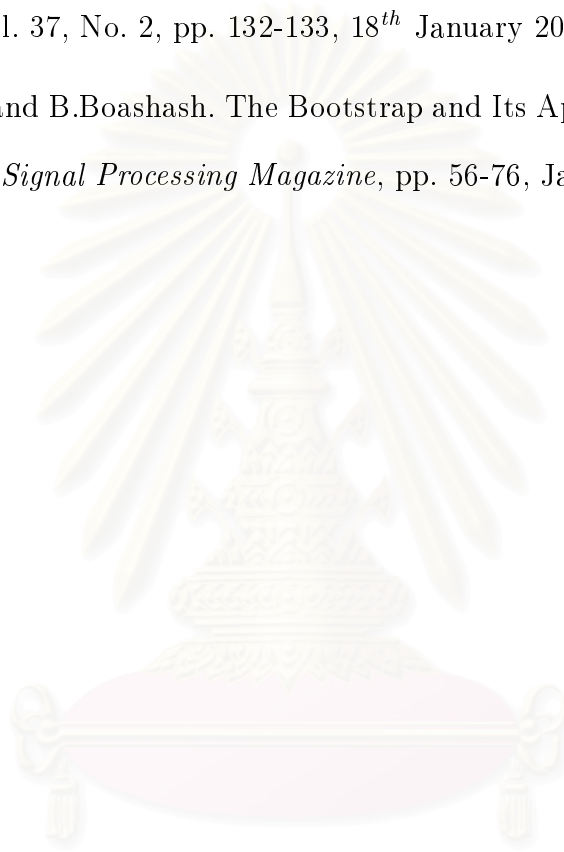 l. 37, No. 2, pp. 132-133, 18th January 20
and B.Boashash. The Bootstrap and Its Ap
Signal Processing Magazine, pp. 56-76, Ja